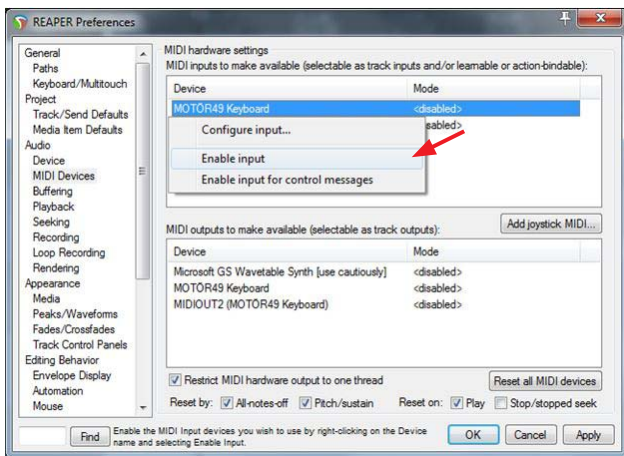 REAPER Preferences
General
Paths
Keyboard/Multitouch
Project
Track/Send Defaults
Media Item Defaults
Audio
Device
MIDI Devices
Buffering
Playback
Seeking
Recording
Loop Recording
Rendering
Appearance
Media
Peaks/Waveforms
Fades/Crossfades
Track Control Panels
Editing Behavior
Envelope Display
Automation
Mouse
MIDI hardware settings
MIDI inputs to make available (selectable as track inputs and/or learnable or action-bindable):
Device Mode
MOTÖR49 Keyboard <disabled>
sabled>
Configure input...
Enable input
Enable input for control messages
Add joystick MIDI...
MIDI outputs to make available (selectable as track outputs):
Device Mode
Microsoft GS Wavetable Synth [use cautiously] <disabled>
MOTÖR49 Keyboard <disabled>
MIDIOUT2 (MOTÖR49 Keyboard) <disabled>
Restrict MIDI hardware output to one thread Reset all MIDI devices
Reset by: All-notes-off Pitch/sustain Reset on: Play Stop/stopped seek
Find Enable the MIDI Input devices you wish to use by right-clicking on the Device
name and selecting Enable Input.
OK Cancel Apply